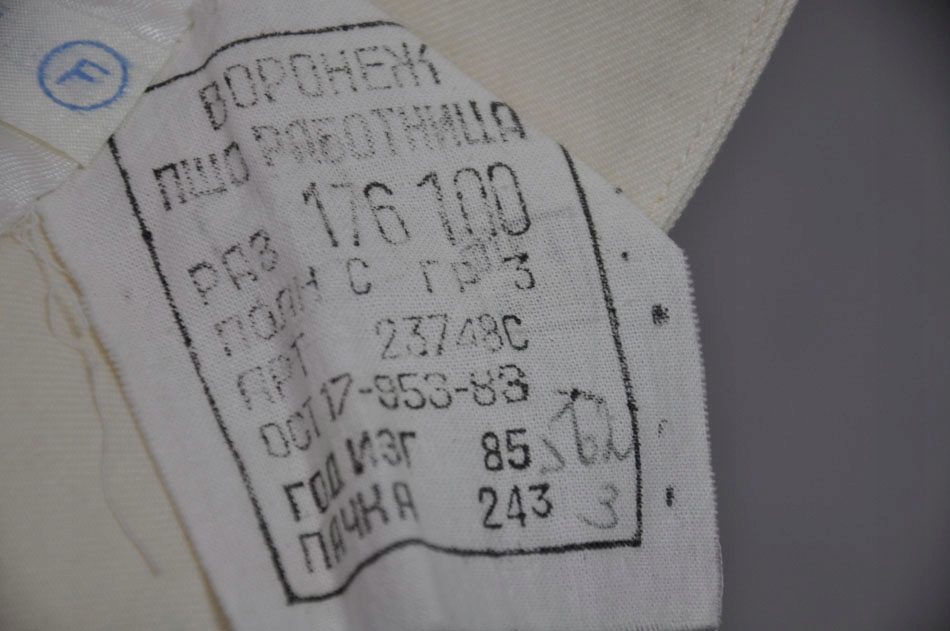 F
ВОРОНЕЖ
ПШО РАБОТНИЦА
РАЗ 176 100
ПОЛН С ГР 3
АРТ 23748С
ОСТ 17-953-83
ГОД ИЗГ 85
ПАЧКА 243 3